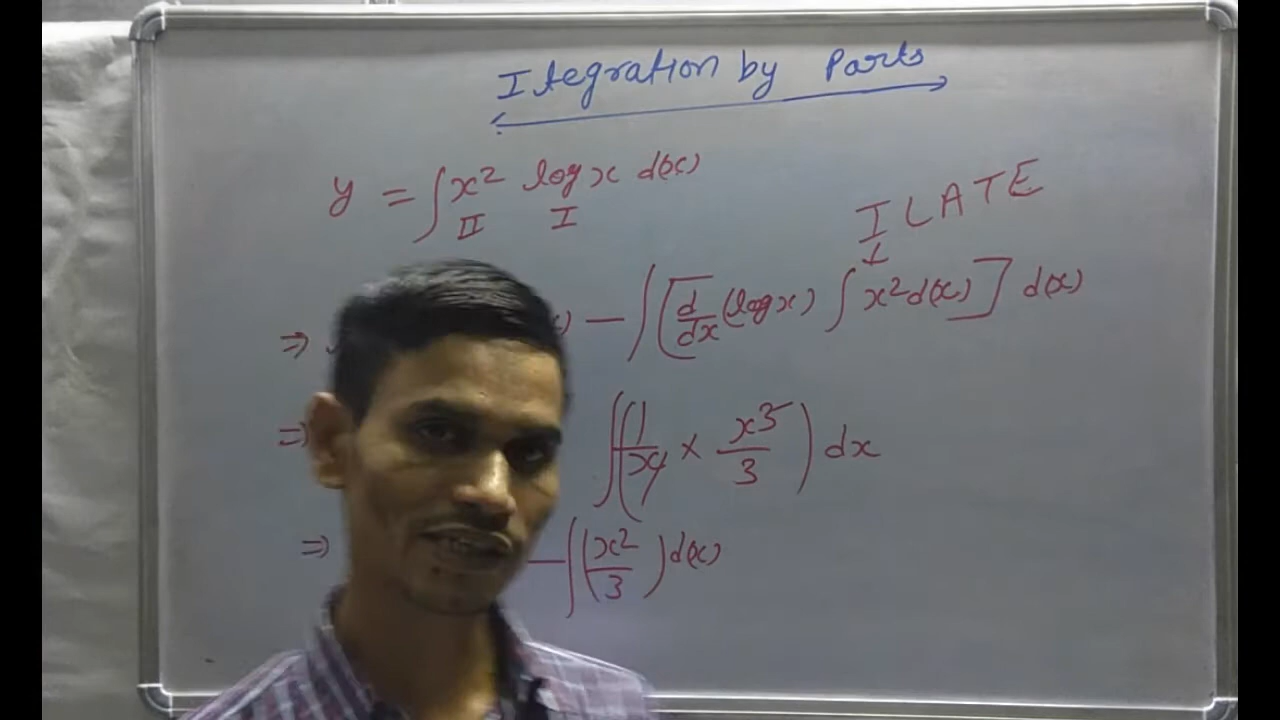 Itegration by Parts
y = ∫ x² log x d(x)
II I
ILATE
I
⇒ ) − ∫ [ d/dx (log x) ∫ x² d(x) ] d(x)
⇒ ∫ ( 1/x × x³/3 ) dx
⇒ − ∫ ( x²/3 ) d(x)